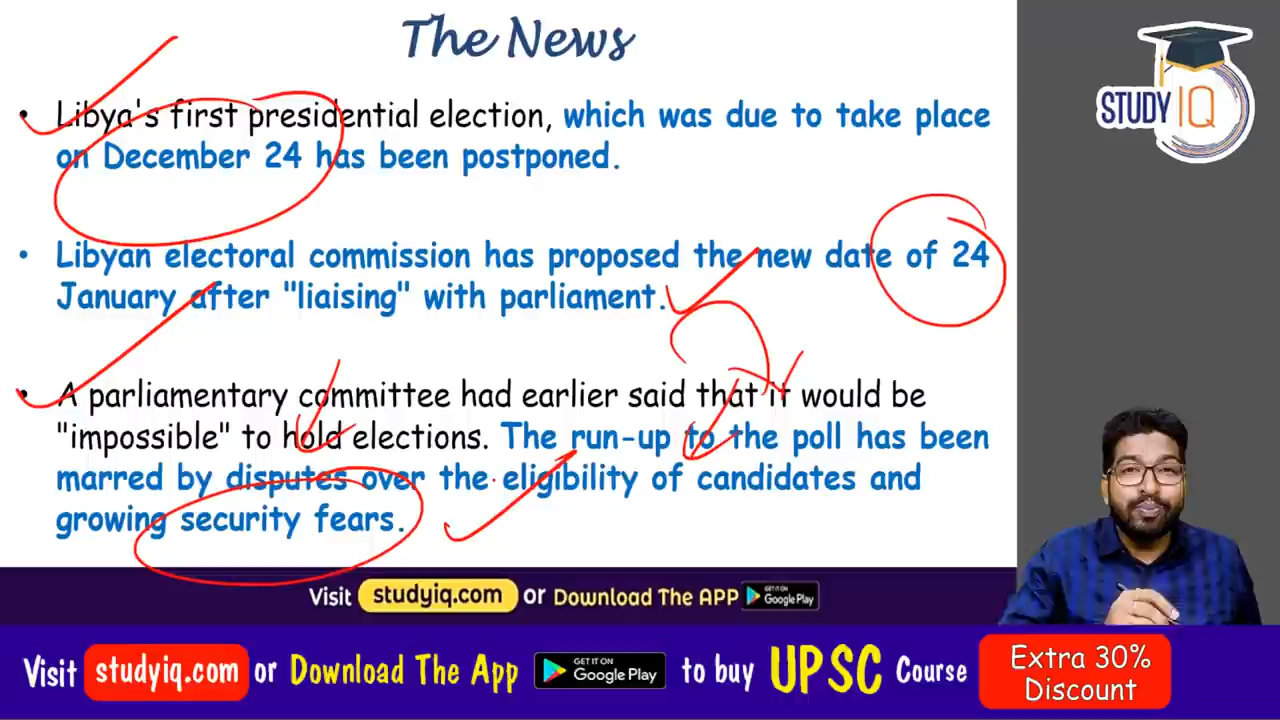 The News
STUDY IQ
• Libya's first presidential election, which was due to take place
on December 24 has been postponed.
• Libyan electoral commission has proposed the new date of 24
January after "liaising" with parliament.
• A parliamentary committee had earlier said that it would be
"impossible" to hold elections. The run-up to the poll has been
marred by disputes over the eligibility of candidates and
growing security fears.
Visit studyiq.com or Download The APP GET IT ON Google Play
Visit studyiq.com or Download The App GET IT ON Google Play to buy UPSC Course Extra 30% Discount